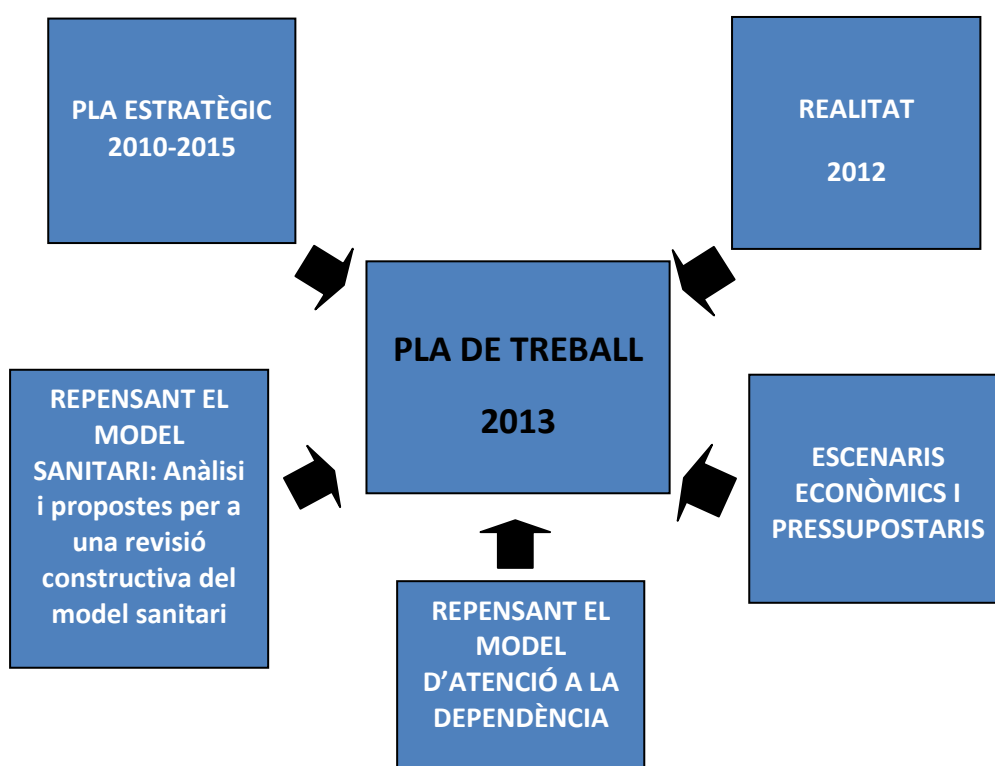 PLA ESTRATÈGIC
2010-2015
REALITAT
2012
PLA DE TREBALL
2013
REPENSANT EL
MODEL
SANITARI: Anàlisi
i propostes per a
una revisió
constructiva del
model sanitari
ESCENARIS
ECONÒMICS I
PRESSUPOSTARIS
REPENSANT EL
MODEL
D’ATENCIÓ A LA
DEPENDÈNCIA